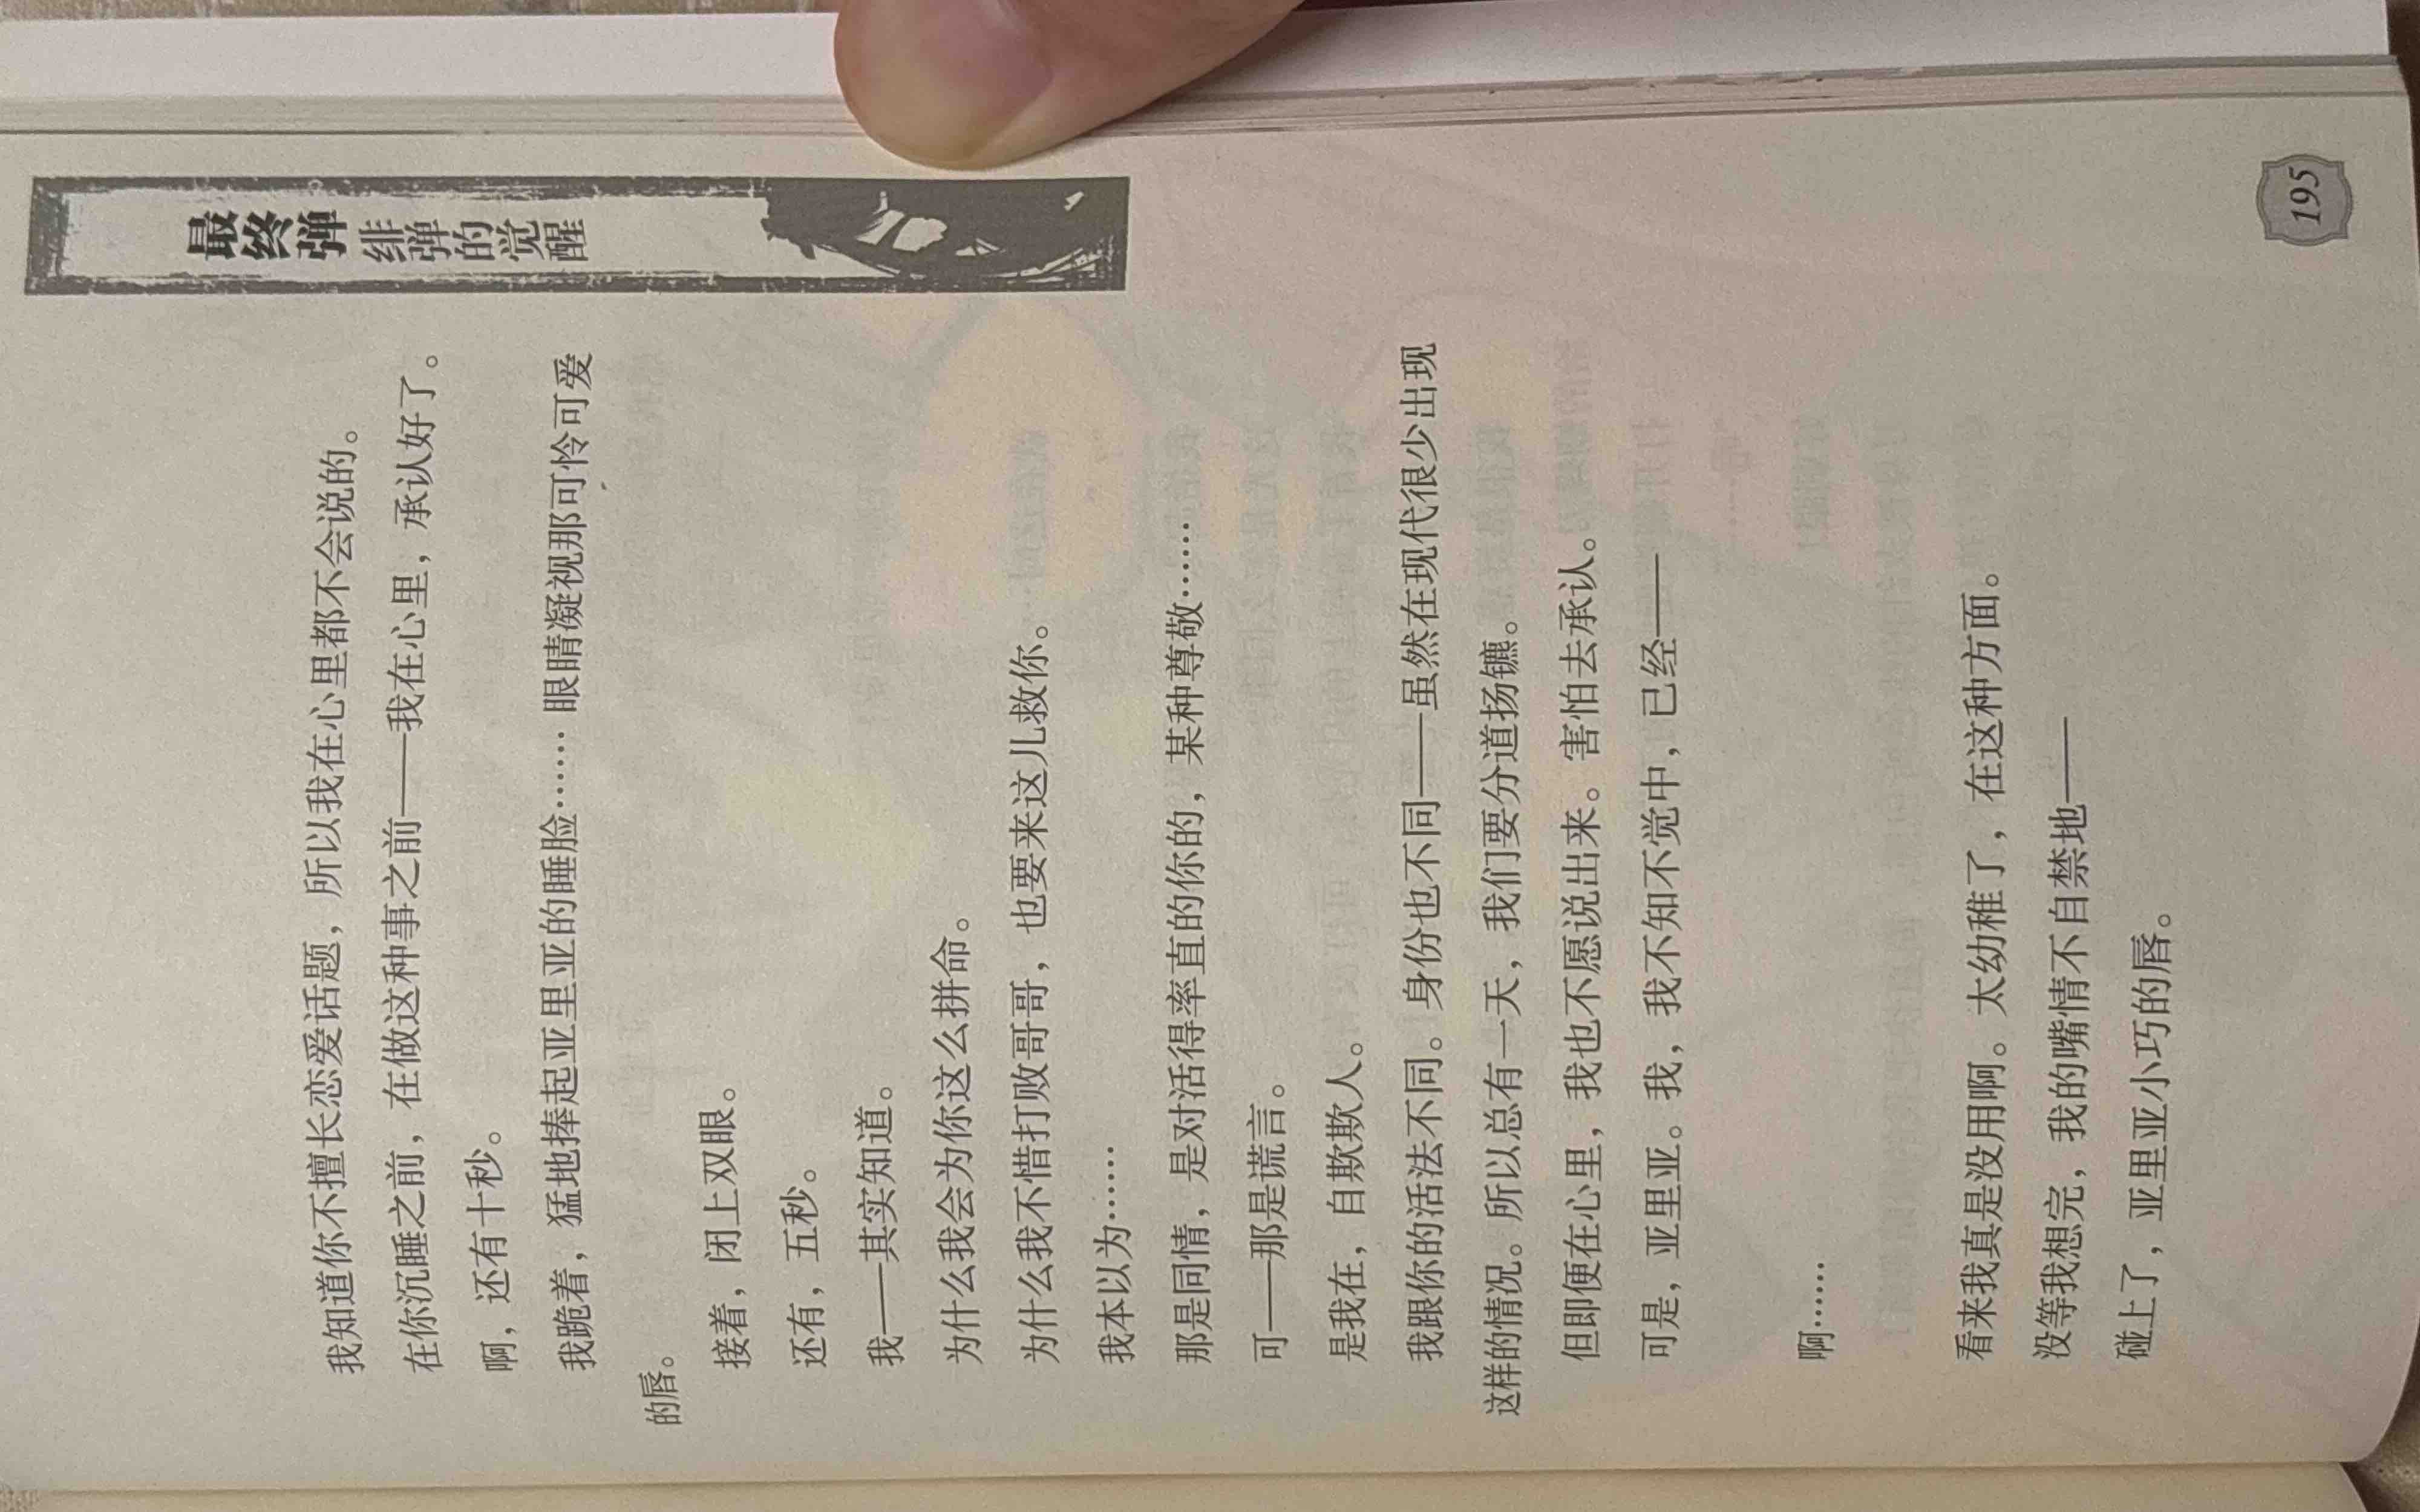 最终弹 绯弹的觉醒
我知道你不擅长恋爱话题，所以我在心里都不会说的。
在你沉睡之前，在做这种事之前——我在心里，承认好了。
啊，还有十秒。
我跪着，猛地捧起亚里亚的睡脸……眼睛凝视那可怜可爱
的唇。
接着，闭上双眼。
还有，五秒。
我——其实知道。
为什么我会为你这么拼命。
为什么我不惜打败哥哥，也要来这儿救你。
我本以为……
那是同情，是对活得率直的你的，某种尊敬……
可——那是谎言。
是我在，自欺欺人。
我跟你的活法不同。身份也不同——虽然在现代很少出现
这样的情况。所以总有一天，我们要分道扬镳。
但即便在心里，我也不愿说出来。害怕去承认。
可是，亚里亚。我，我不知不觉中，已经——
啊……
看来我真是没用啊。太幼稚了，在这种方面。
没等我想完，我的嘴情不自禁地——
碰上了，亚里亚小巧的唇。
195